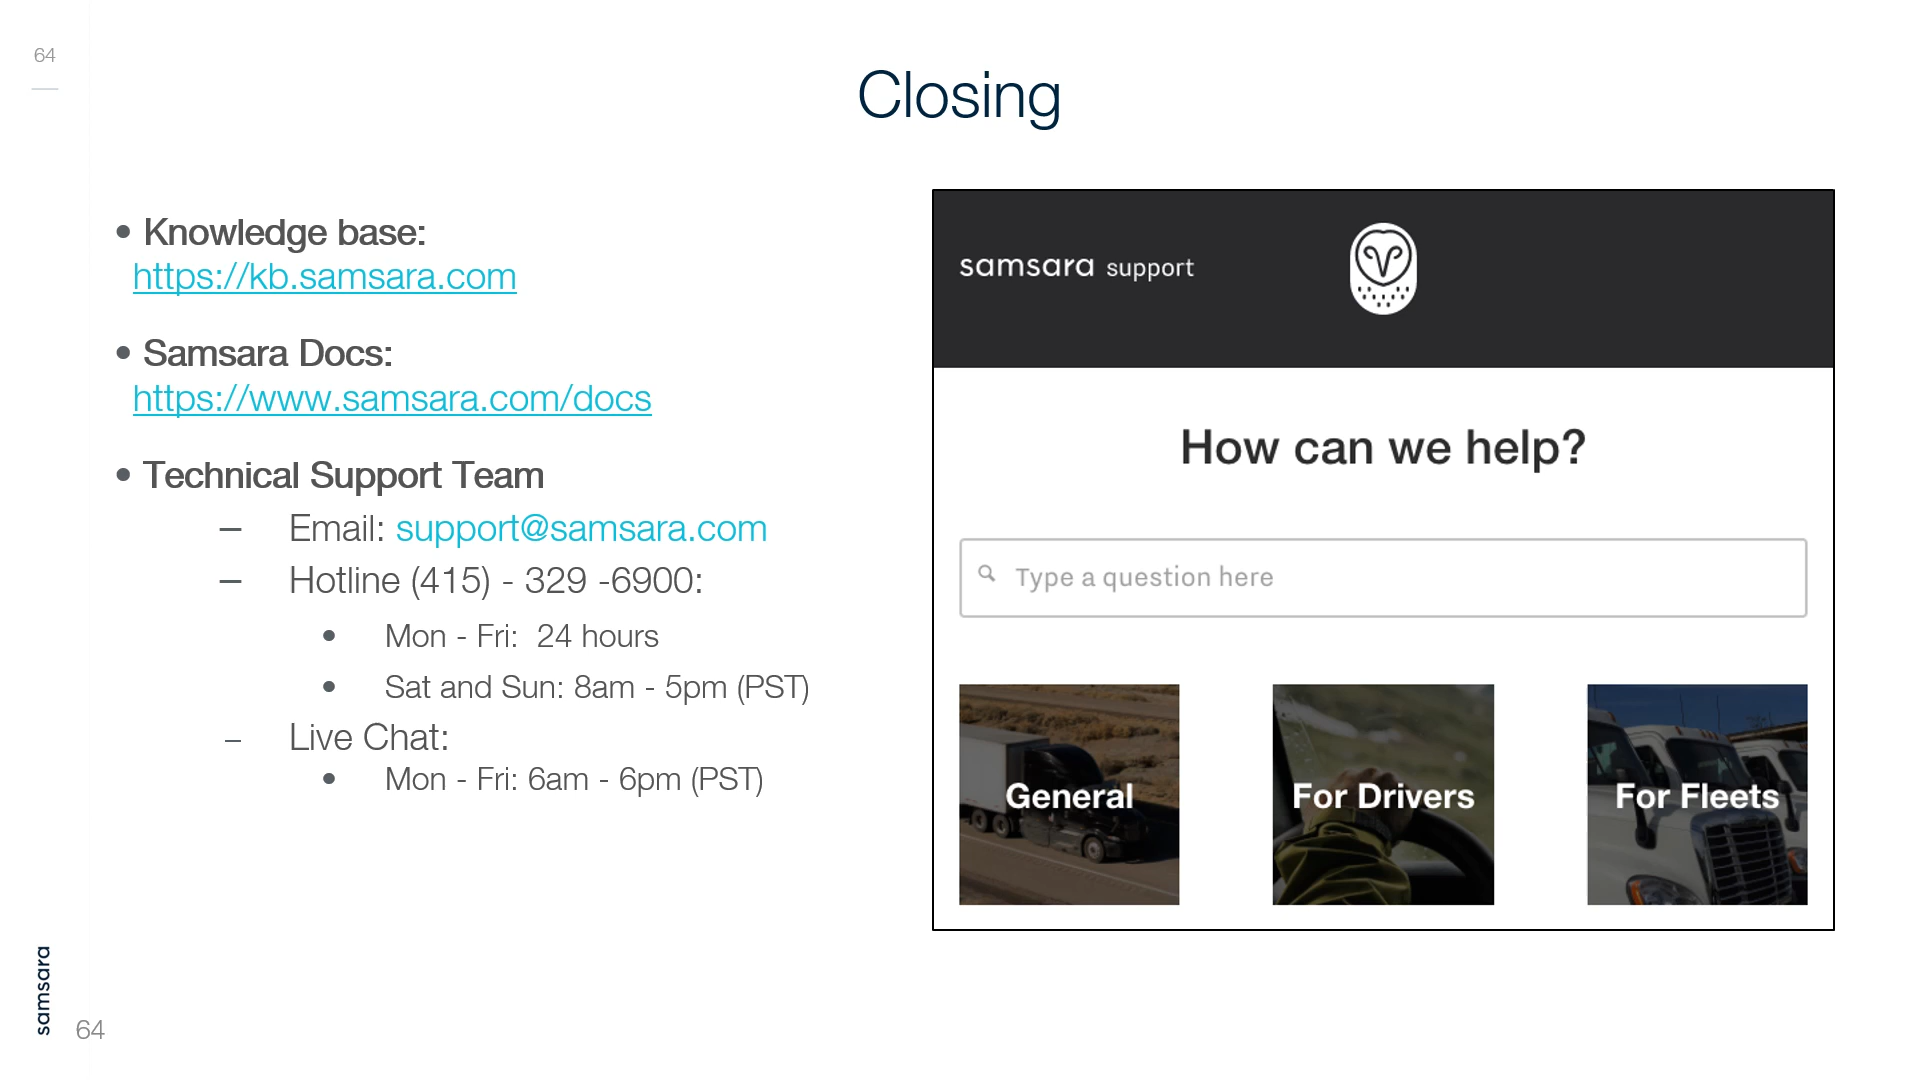 64
Closing
• Knowledge base:
https://kb.samsara.com
• Samsara Docs:
https://www.samsara.com/docs
• Technical Support Team
– Email: support@samsara.com
– Hotline (415) - 329 -6900:
• Mon - Fri:  24 hours
• Sat and Sun: 8am - 5pm (PST)
– Live Chat:
• Mon - Fri: 6am - 6pm (PST)
samsara support
How can we help?
Type a question here
General
For Drivers
For Fleets
samsara
64